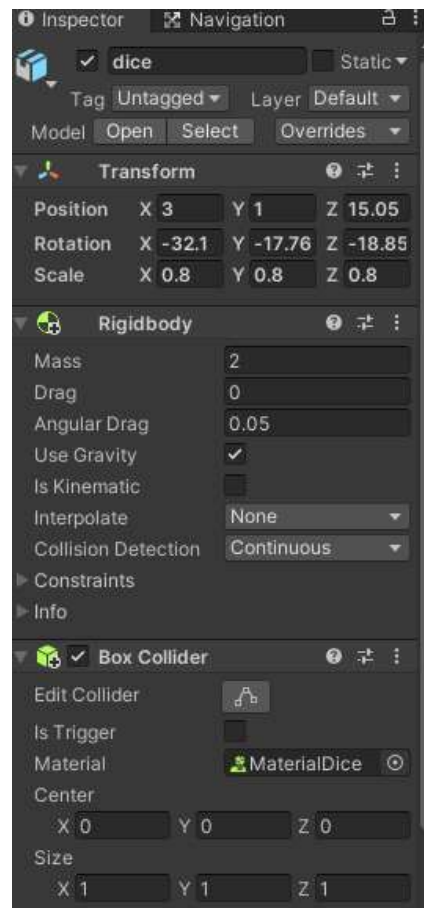 Inspector Navigation
dice Static
Tag Untagged Layer Default
Model Open Select Overrides
Transform
Position X 3 Y 1 Z 15.05
Rotation X -32.1 Y -17.76 Z -18.85
Scale X 0.8 Y 0.8 Z 0.8
Rigidbody
Mass 2
Drag 0
Angular Drag 0.05
Use Gravity
Is Kinematic
Interpolate None
Collision Detection Continuous
Constraints
Info
Box Collider
Edit Collider
Is Trigger
Material MaterialDice
Center
X 0 Y 0 Z 0
Size
X 1 Y 1 Z 1